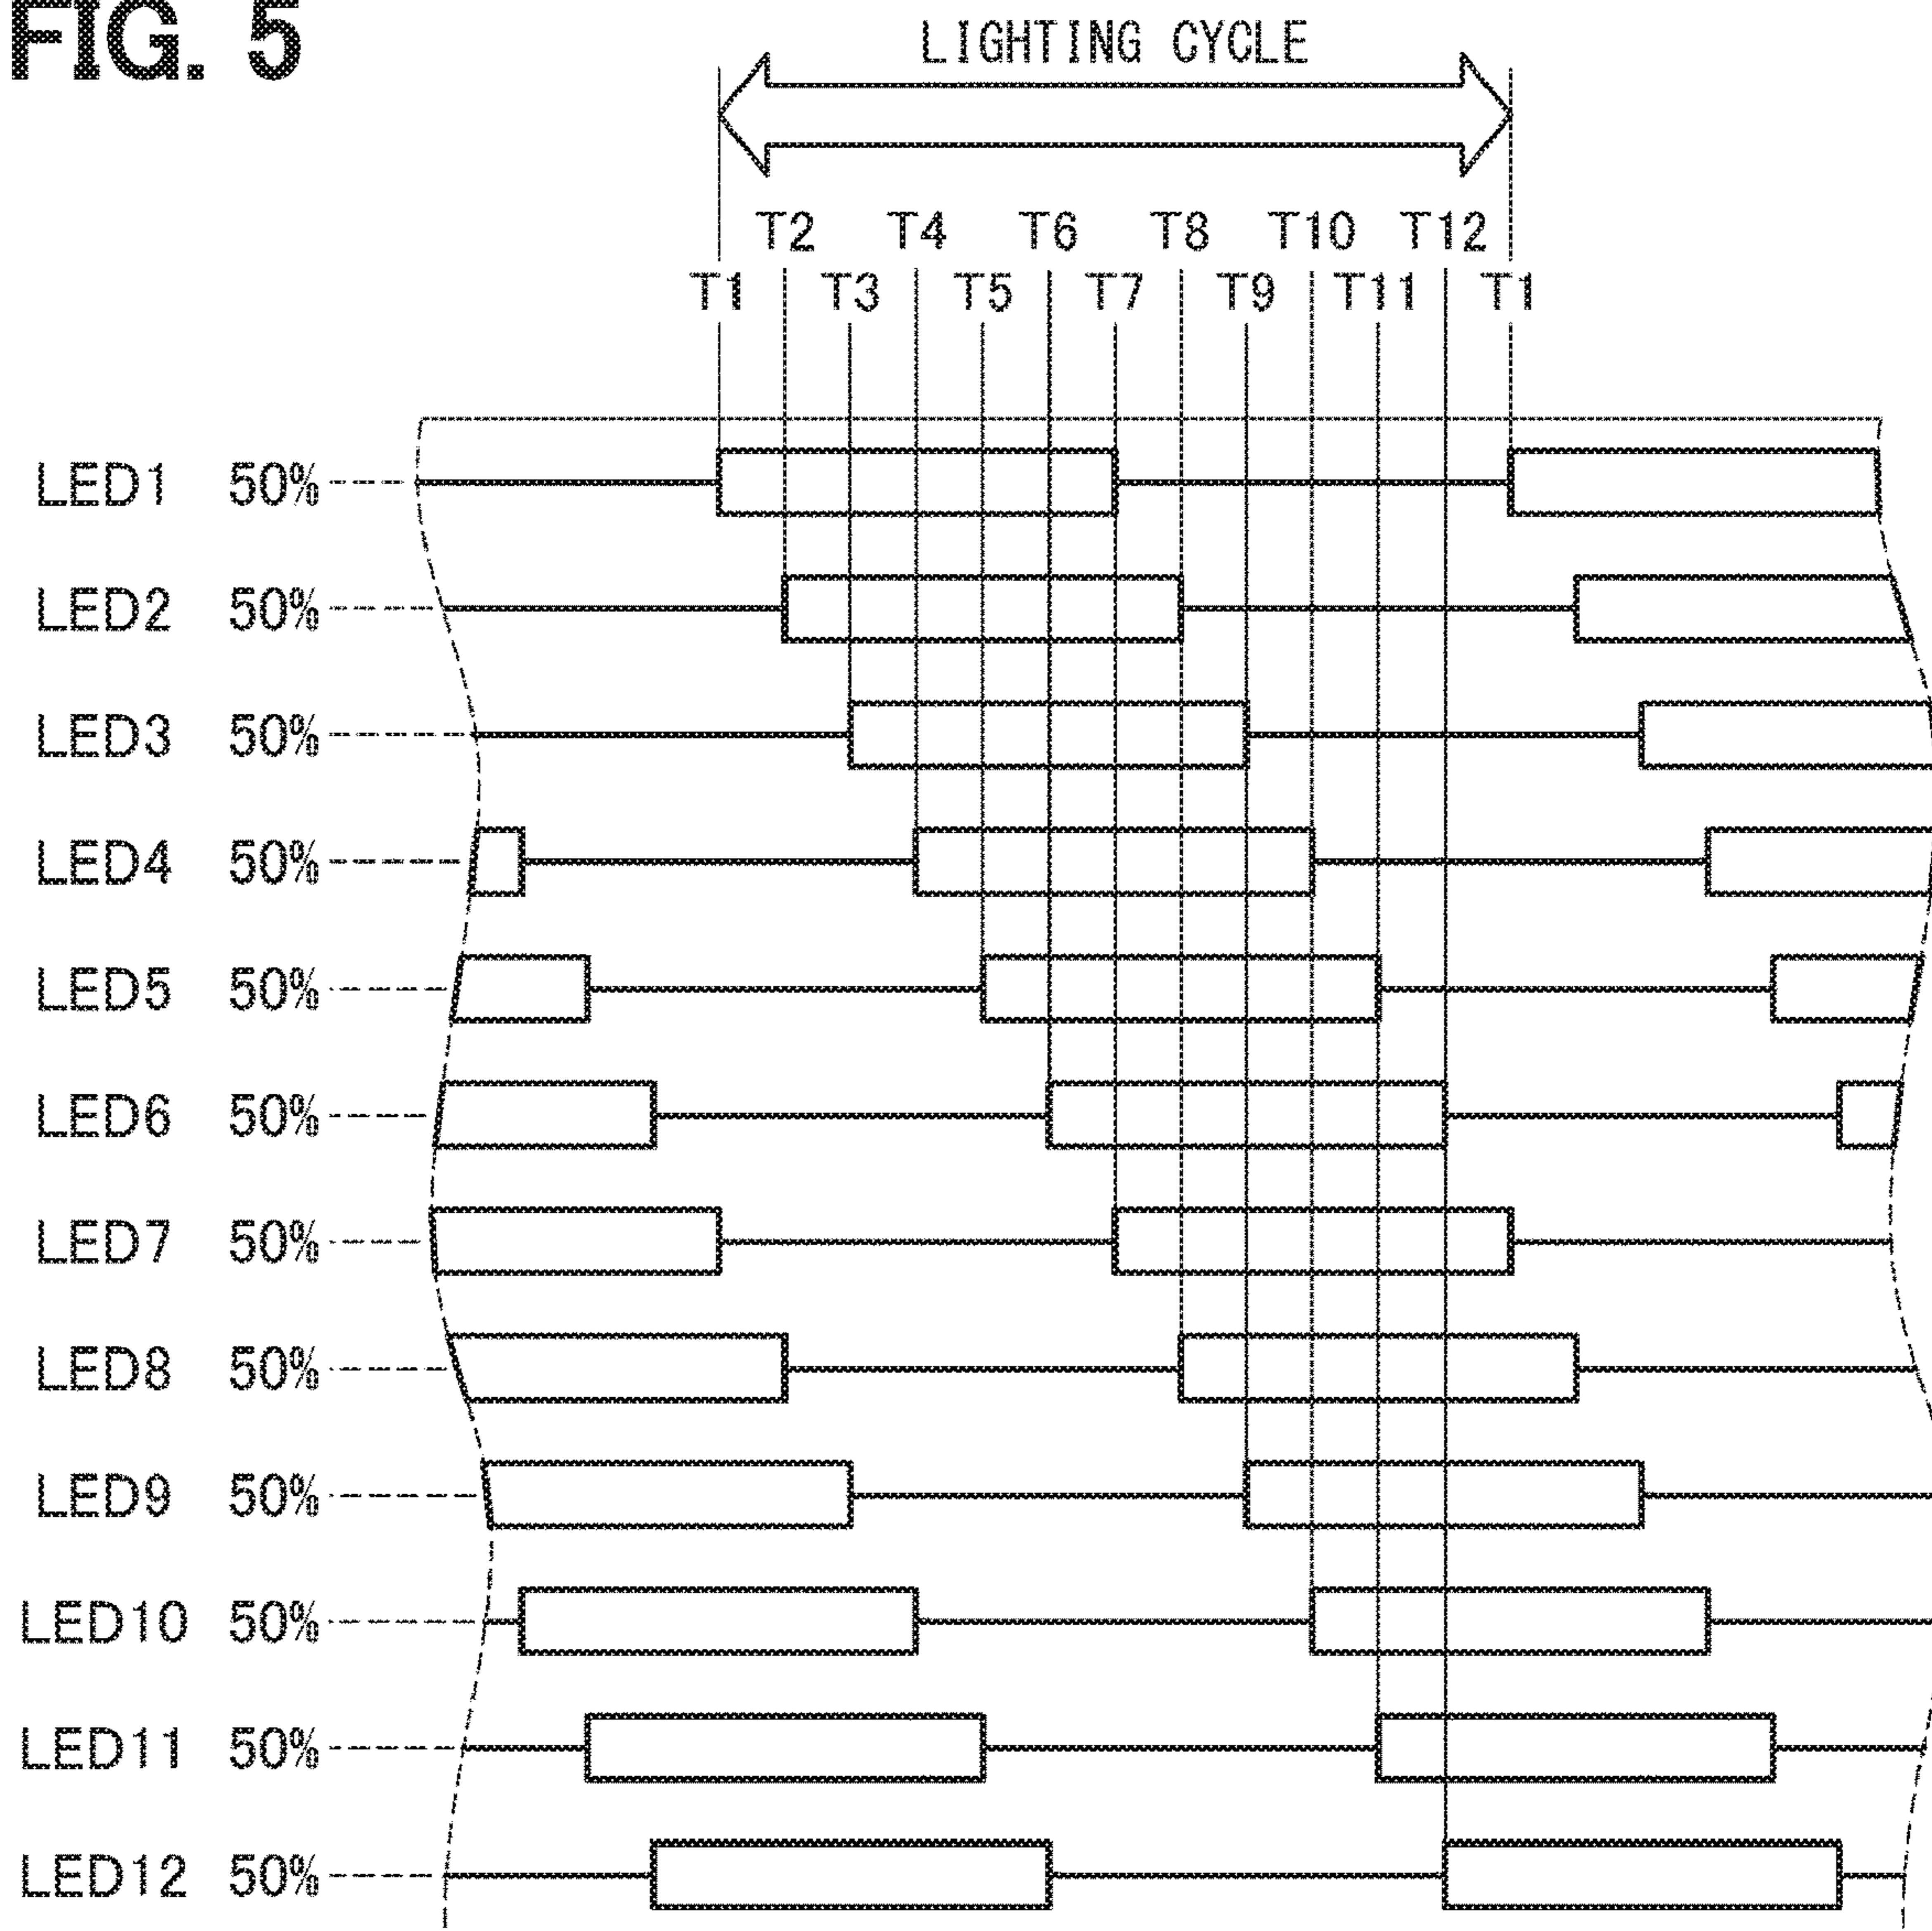 FIG. 5
LIGHTING CYCLE
T2 T4 T6 T8 T10 T12
T1 T3 T5 T7 T9 T11 T1
LED1 50%
LED2 50%
LED3 50%
LED4 50%
LED5 50%
LED6 50%
LED7 50%
LED8 50%
LED9 50%
LED10 50%
LED11 50%
LED12 50%